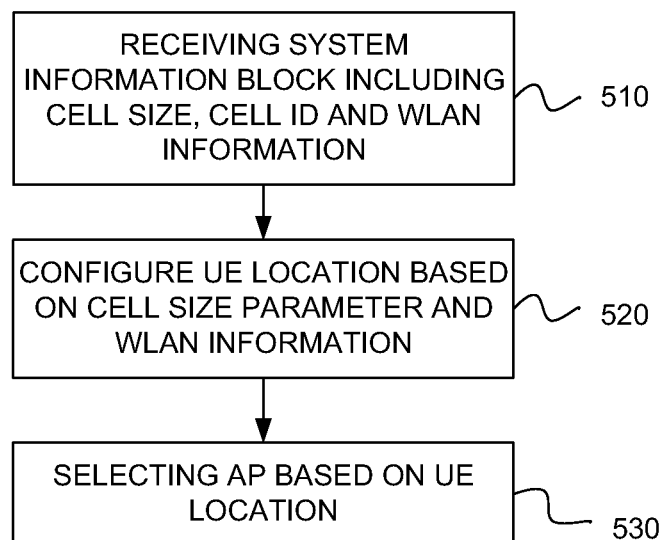 RECEIVING SYSTEM
INFORMATION BLOCK INCLUDING
CELL SIZE, CELL ID AND WLAN
INFORMATION
510
CONFIGURE UE LOCATION BASED
ON CELL SIZE PARAMETER AND
WLAN INFORMATION
520
SELECTING AP BASED ON UE
LOCATION
530